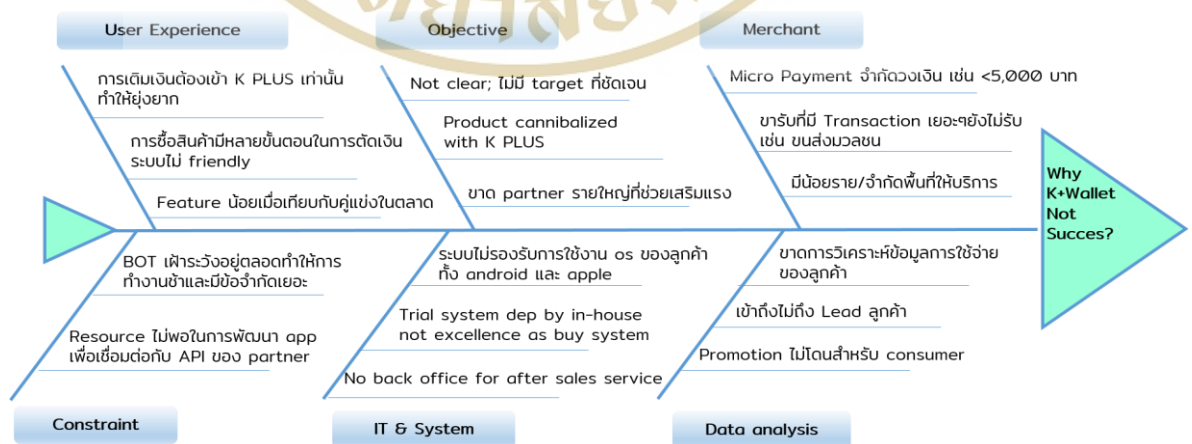 User Experience
Objective
Merchant
การเติมเงินต้องเข้า K PLUS เท่านั้น
ทำให้ยุ่งยาก
การซื้อสินค้ามีหลายขั้นตอนในการตัดเงิน
ระบบไม่ friendly
Feature น้อยเมื่อเทียบกับคู่แข่งในตลาด
Not clear; ไม่มี target ที่ชัดเจน
Product cannibalized
with K PLUS
ขาด partner รายใหญ่ที่ช่วยเสริมแรง
Micro Payment จำกัดวงเงิน เช่น <5,000 บาท
ขารับที่มี Transaction เยอะๆยังไม่รับ
เช่น ขนส่งมวลชน
มีน้อยราย/จำกัดพื้นที่ให้บริการ
Why
K+Wallet
Not
Succes?
BOT เฝ้าระวังอยู่ตลอดทำให้การ
ทำงานช้าและมีข้อจำกัดเยอะ
Resource ไม่พอในการพัฒนา app
เพื่อเชื่อมต่อกับ API ของ partner
ระบบไม่รองรับการใช้งาน os ของลูกค้า
ทั้ง android และ apple
Trial system dep by in-house
not excellence as buy system
No back office for after sales service
ขาดการวิเคราะห์ข้อมูลการใช้จ่าย
ของลูกค้า
เข้าถึงไม่ถึง Lead ลูกค้า
Promotion ไม่โดนสำหรับ consumer
Constraint
IT & System
Data analysis